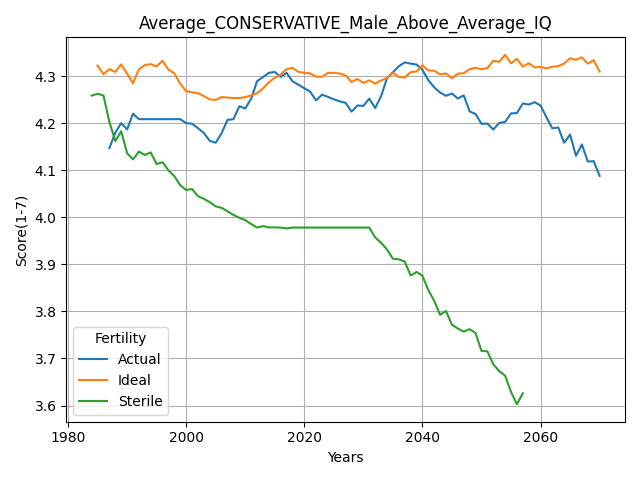 Average_CONSERVATIVE_Male_Above_Average_IQ
Score(1-7)
4.3
4.2
4.1
4.0
3.9
3.8
3.7
3.6
Fertility
Actual
Ideal
Sterile
1980
2000
2020
2040
2060
Years